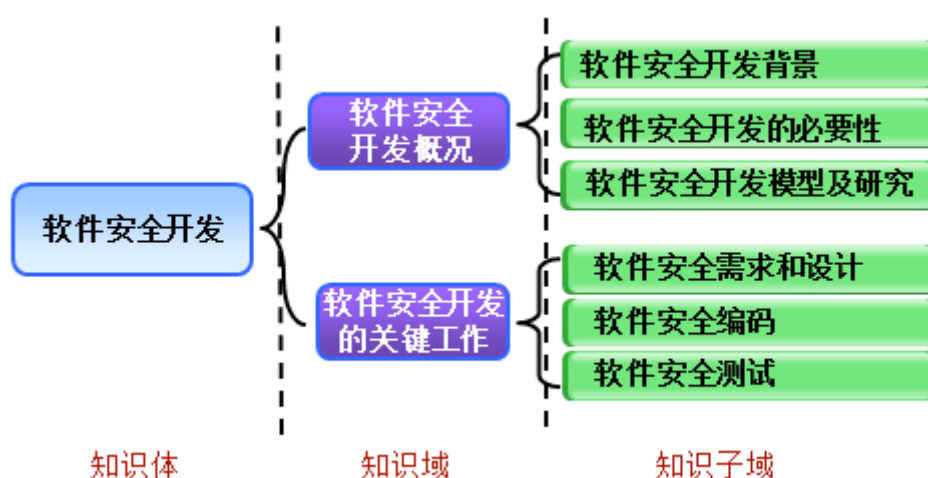 软件安全开发
软件安全
开发概况
软件安全开发
的关键工作
软件安全开发背景
软件安全开发的必要性
软件安全开发模型及研究
软件安全需求和设计
软件安全编码
软件安全测试
知识体
知识域
知识子域